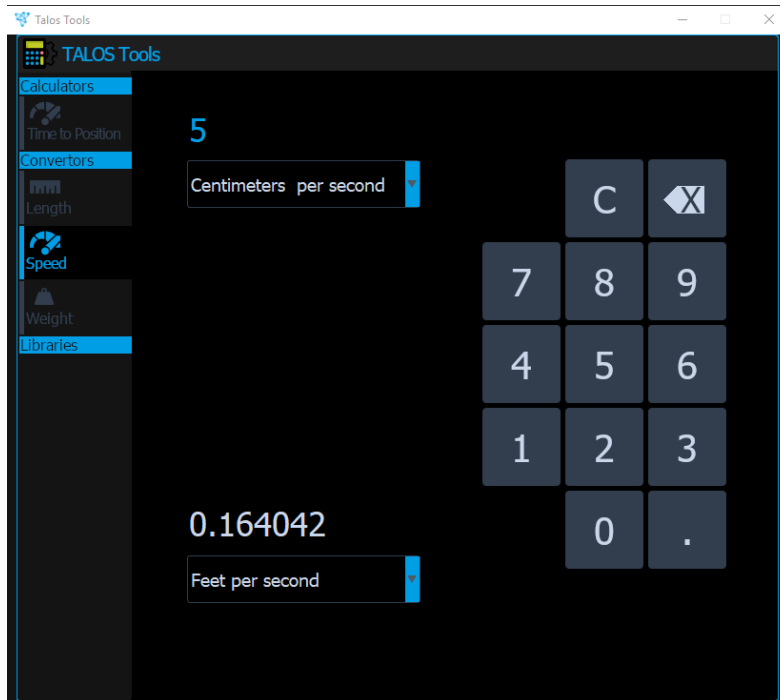 Talos Tools
TALOS Tools
Calculators
Time to Position
Convertors
Length
Speed
Weight
Libraries
5
Centimeters  per second
C X
7 8 9
4 5 6
1 2 3
0 .
0.164042
Feet per second